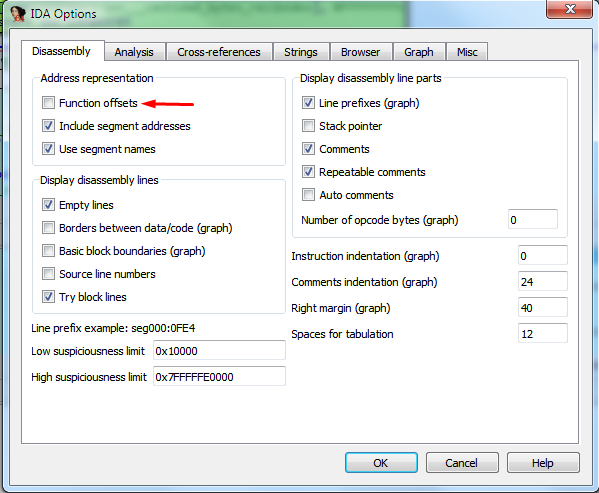 IDA Options
Disassembly Analysis Cross-references Strings Browser Graph Misc
Address representation
Function offsets
Include segment addresses
Use segment names
Display disassembly lines
Empty lines
Borders between data/code (graph)
Basic block boundaries (graph)
Source line numbers
Try block lines
Line prefix example: seg000:0FE4
Low suspiciousness limit 0x10000
High suspiciousness limit 0x7FFFFFE0000
Display disassembly line parts
Line prefixes (graph)
Stack pointer
Comments
Repeatable comments
Auto comments
Number of opcode bytes (graph) 0
Instruction indentation (graph) 0
Comments indentation (graph) 24
Right margin (graph) 40
Spaces for tabulation 12
OK Cancel Help